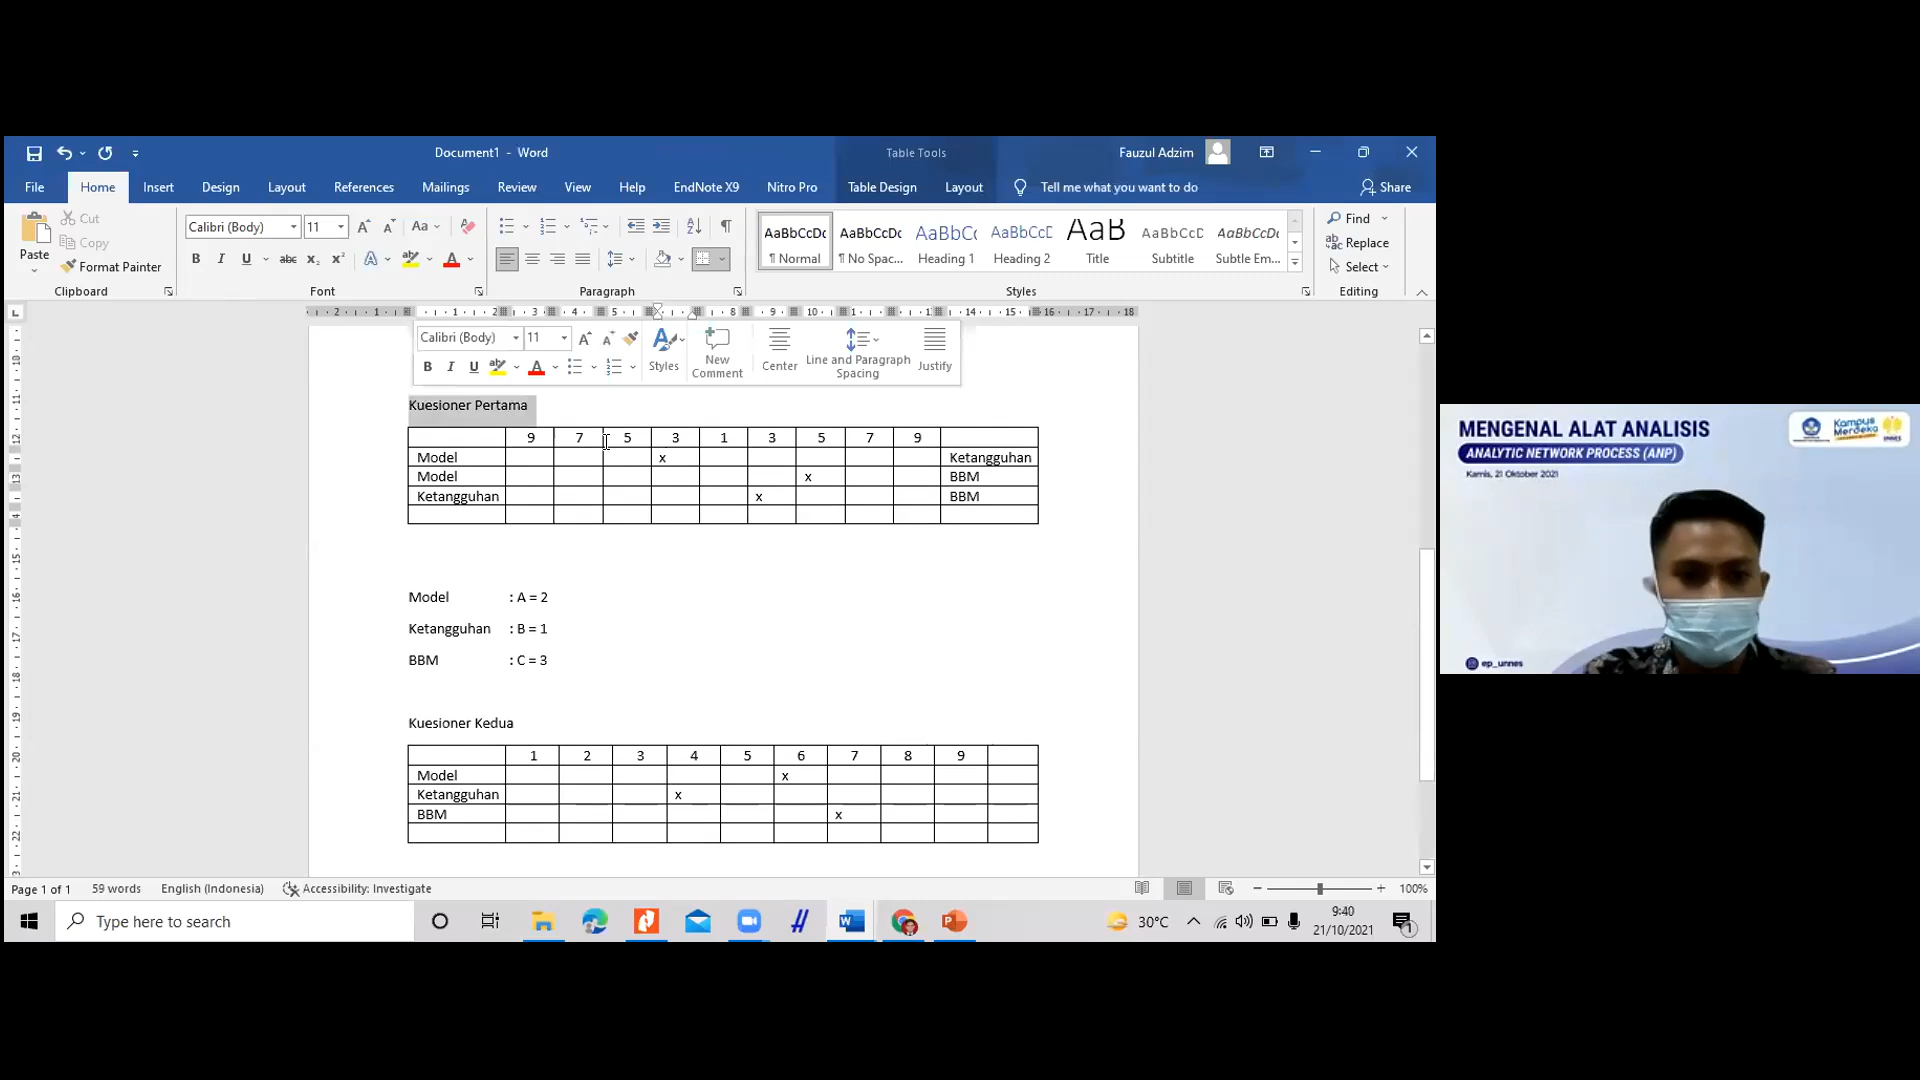 Document1 - Word
Table Tools
Fauzul Adzim
File Home Insert Design Layout References Mailings Review View Help EndNote X9 Nitro Pro Table Design Layout Tell me what you want to do Share
Paste
Cut
Copy
Format Painter
Clipboard
Calibri (Body) 11
Font
Paragraph
AaBbCcDc AaBbCcDc AaBbCc AaBbCcD AaB AaBbCcD AaBbCcDc
¶ Normal ¶ No Spac... Heading 1 Heading 2 Title Subtitle Subtle Em...
Styles
Find
Replace
Select
Editing
Calibri (Body) 11
Styles
New Comment
Center
Line and Paragraph Spacing
Justify
Kuesioner Pertama
9 7 5 3 1 3 5 7 9
Model x Ketangguhan
Model x BBM
Ketangguhan x BBM
Model : A = 2
Ketangguhan : B = 1
BBM : C = 3
Kuesioner Kedua
1 2 3 4 5 6 7 8 9
Model x
Ketangguhan x
BBM x
Page 1 of 1 59 words English (Indonesia) Accessibility: Investigate 100%
Type here to search
30°C
9:40
21/10/2021
MENGENAL ALAT ANALISIS
ANALYTIC NETWORK PROCESS (ANP)
Kamis, 21 Oktober 2021
Kampus Merdeka
UNNES
ep_unnes